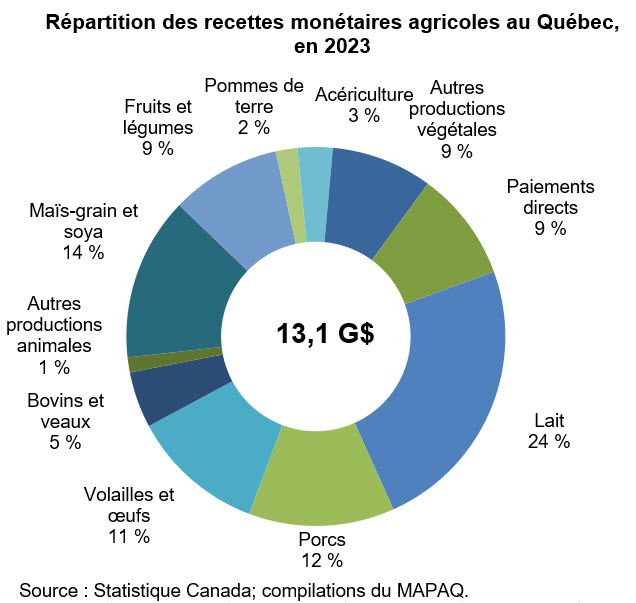 Répartition des recettes monétaires agricoles au Québec,
en 2023
Pommes de
terre
2 %
Acériculture
3 %
Autres
productions
végétales
9 %
Fruits et
légumes
9 %
Paiements
directs
9 %
Maïs-grain et
soya
14 %
13,1 G$
Autres
productions
animales
1 %
Bovins et
veaux
5 %
Lait
24 %
Volailles et
œufs
11 %
Porcs
12 %
Source : Statistique Canada; compilations du MAPAQ.